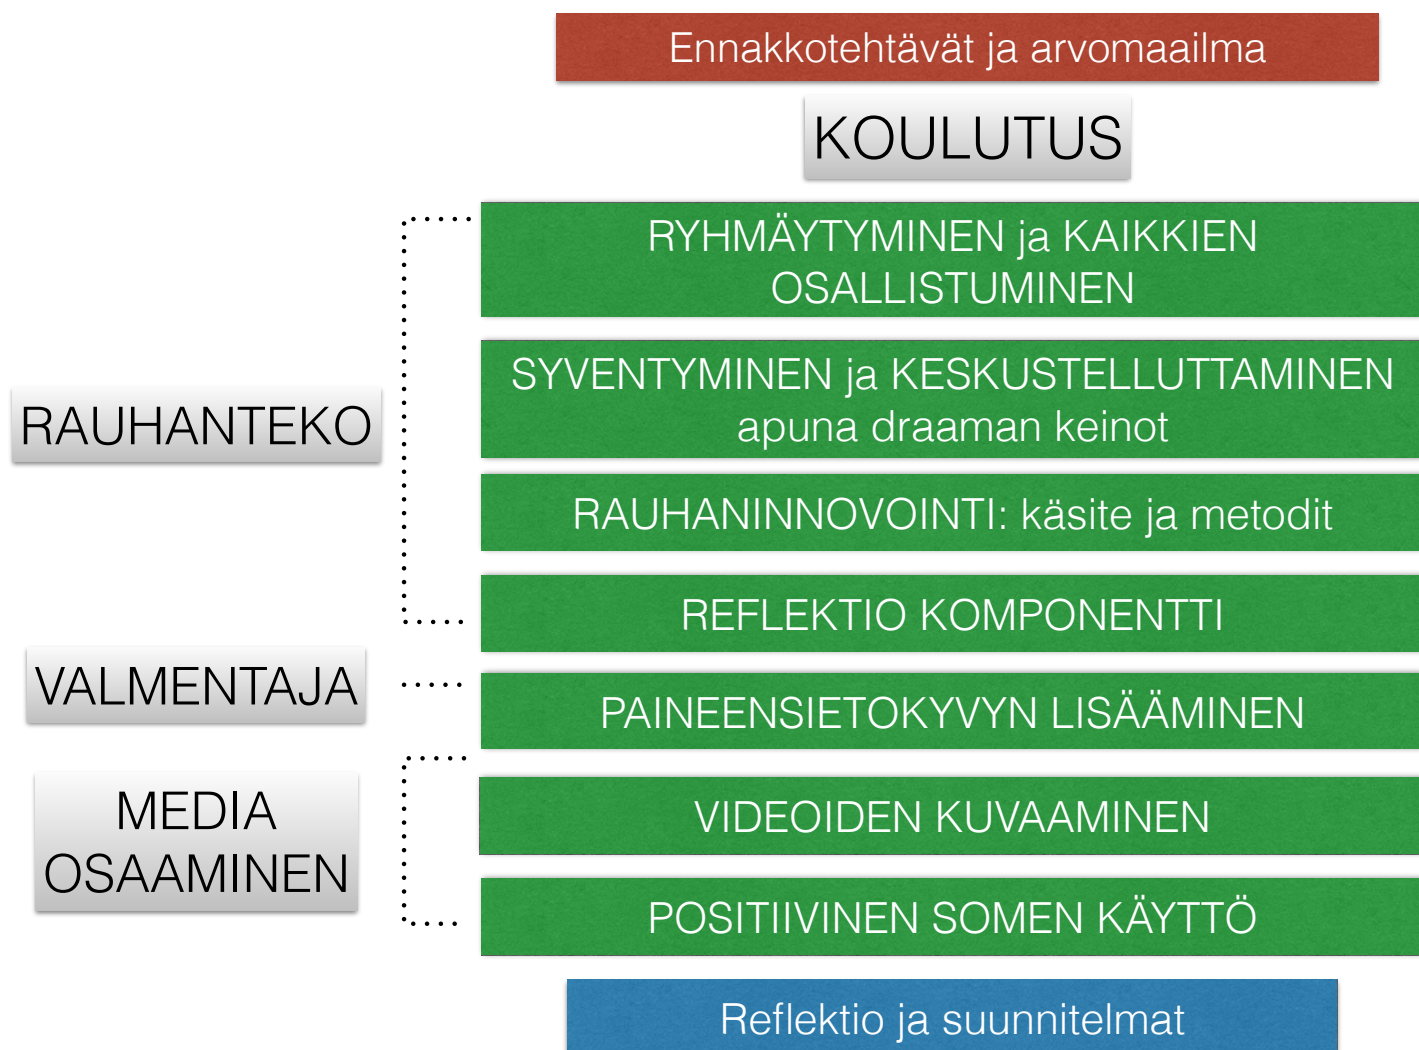 Ennakkotehtävät ja arvomaailma
KOULUTUS
RYHMÄYTYMINEN ja KAIKKIEN
OSALLISTUMINEN
SYVENTYMINEN ja KESKUSTELLUTTAMINEN
apuna draaman keinot
RAUHANTEKO
RAUHANINNOVOINTI: käsite ja metodit
REFLEKTIO KOMPONENTTI
VALMENTAJA
PAINEENSIETOKYVYN LISÄÄMINEN
MEDIA
OSAAMINEN
VIDEOIDEN KUVAAMINEN
POSITIIVINEN SOMEN KÄYTTÖ
Reflektio ja suunnitelmat